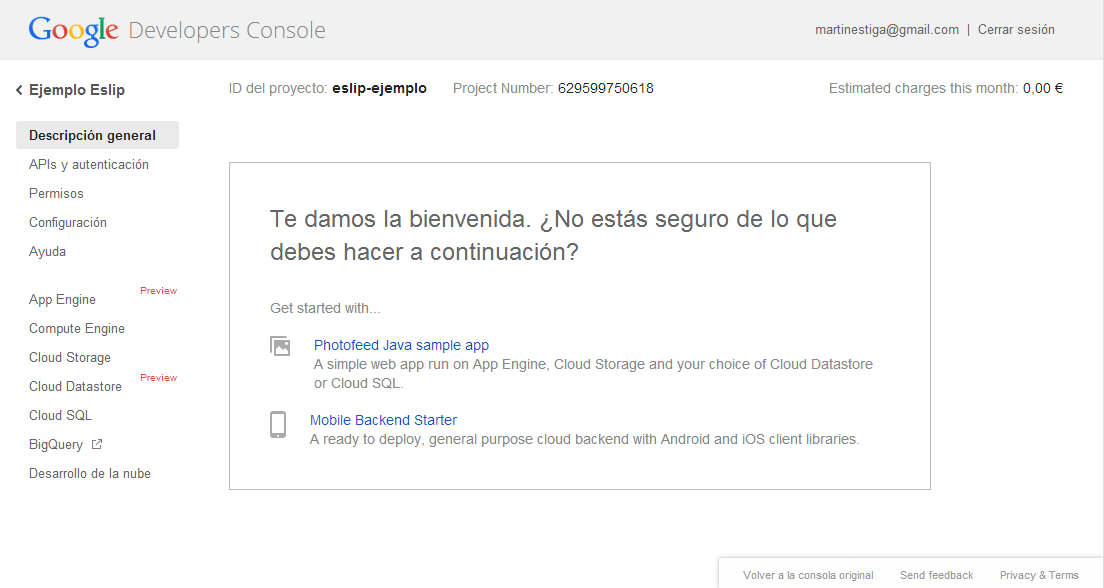 Google Developers Console
martinestiga@gmail.com | Cerrar sesión
Ejemplo Eslip
ID del proyecto: eslip-ejemplo Project Number: 629599750618
Estimated charges this month: 0,00 €
Descripción general
APIs y autenticación
Permisos
Configuración
Ayuda
App Engine Preview
Compute Engine
Cloud Storage
Cloud Datastore Preview
Cloud SQL
BigQuery
Desarrollo de la nube
Te damos la bienvenida. ¿No estás seguro de lo que
debes hacer a continuación?
Get started with...
Photofeed Java sample app
A simple web app run on App Engine, Cloud Storage and your choice of Cloud Datastore
or Cloud SQL.
Mobile Backend Starter
A ready to deploy, general purpose cloud backend with Android and iOS client libraries.
Volver a la consola original Send feedback Privacy & Terms